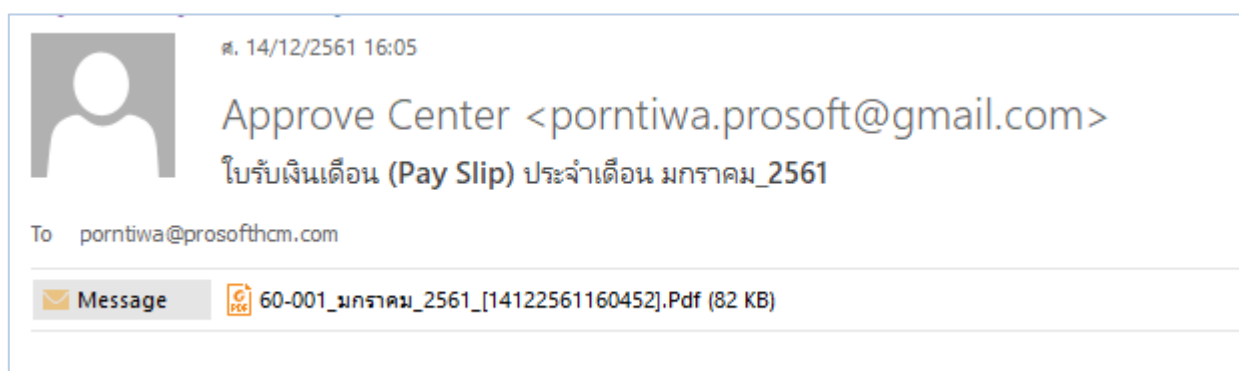 ศ. 14/12/2561 16:05
Approve Center <porntiwa.prosoft@gmail.com>
ใบรับเงินเดือน (Pay Slip) ประจำเดือน มกราคม_2561
To porntiwa@prosofthcm.com
Message 60-001_มกราคม_2561_[14122561160452].Pdf (82 KB)